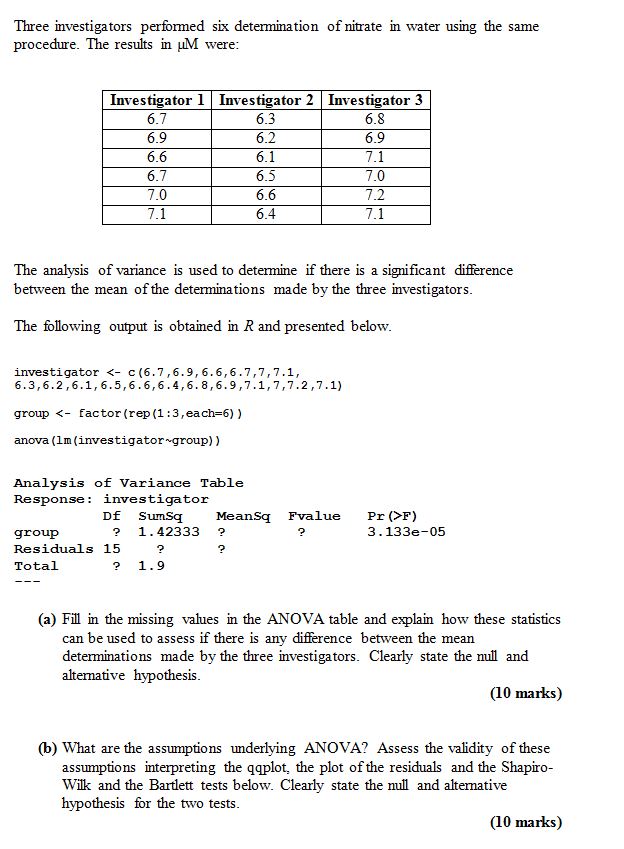 Three investigators performed six determination of nitrate in water using the same
procedure. The results in µM were:
Investigator 1 Investigator 2 Investigator 3
6.7 6.3 6.8
6.9 6.2 6.9
6.6 6.1 7.1
6.7 6.5 7.0
7.0 6.6 7.2
7.1 6.4 7.1
The analysis of variance is used to determine if there is a significant difference
between the mean of the determinations made by the three investigators.
The following output is obtained in R and presented below.
investigator <- c(6.7,6.9,6.6,6.7,7,7.1,
6.3,6.2,6.1,6.5,6.6,6.4,6.8,6.9,7.1,7,7.2,7.1)
group <- factor(rep(1:3,each=6))
anova(lm(investigator~group))
Analysis of Variance Table
Response: investigator
Df SumSq MeanSq Fvalue Pr(>F)
group ? 1.42333 ? ? 3.133e-05
Residuals 15 ? ?
Total ? 1.9
---
(a) Fill in the missing values in the ANOVA table and explain how these statistics
can be used to assess if there is any difference between the mean
determinations made by the three investigators. Clearly state the null and
alternative hypothesis.
(10 marks)
(b) What are the assumptions underlying ANOVA? Assess the validity of these
assumptions interpreting the qqplot, the plot of the residuals and the Shapiro-
Wilk and the Bartlett tests below. Clearly state the null and alternative
hypothesis for the two tests.
(10 marks)